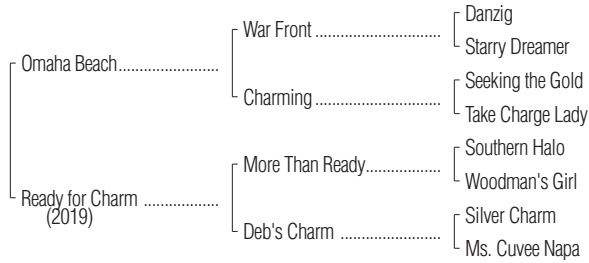 Danzig
War Front ..............................
Starry Dreamer
Omaha Beach........................
Seeking the Gold
Charming ..............................
Take Charge Lady
Southern Halo
More Than Ready..................
Woodman's Girl
Ready for Charm ..................
(2019)
Silver Charm
Deb's Charm ........................
Ms. Cuvee Napa